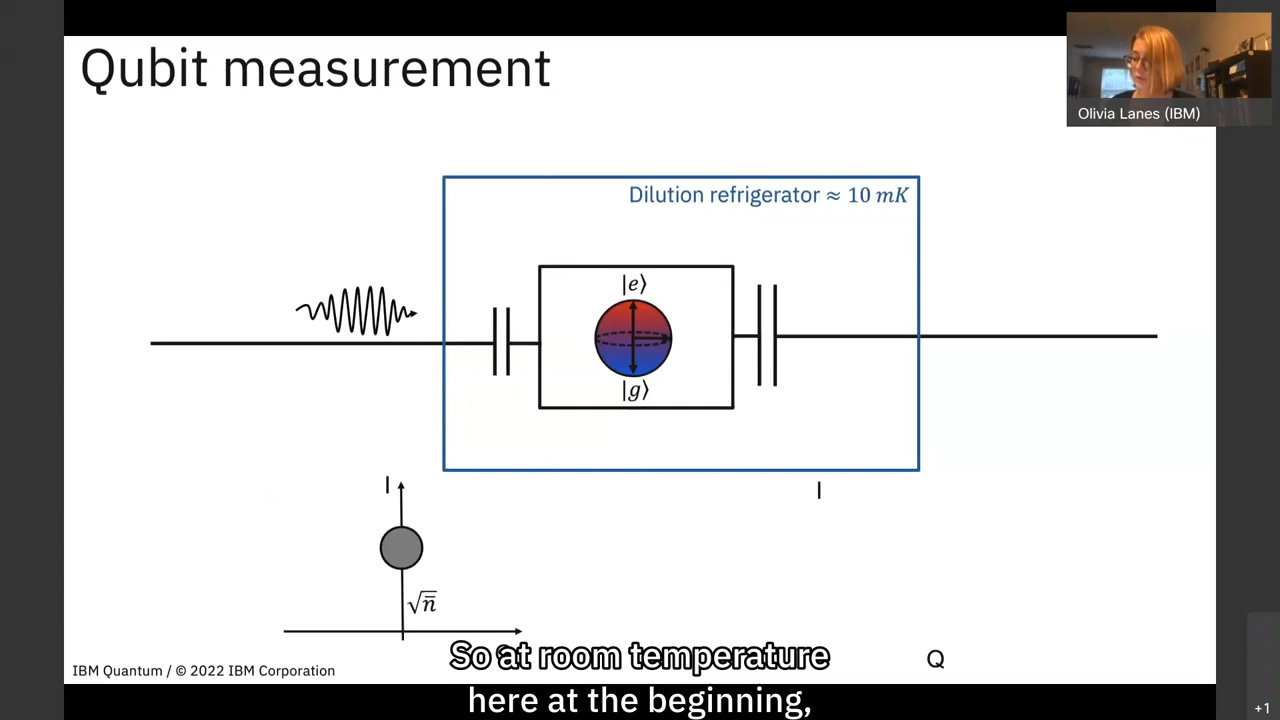 Qubit measurement
Olivia Lanes (IBM)
Dilution refrigerator ≈ 10 mK
|e⟩
|g⟩
I
I
√n̅
So at room temperature
here at the beginning,
Q
IBM Quantum / © 2022 IBM Corporation
+1